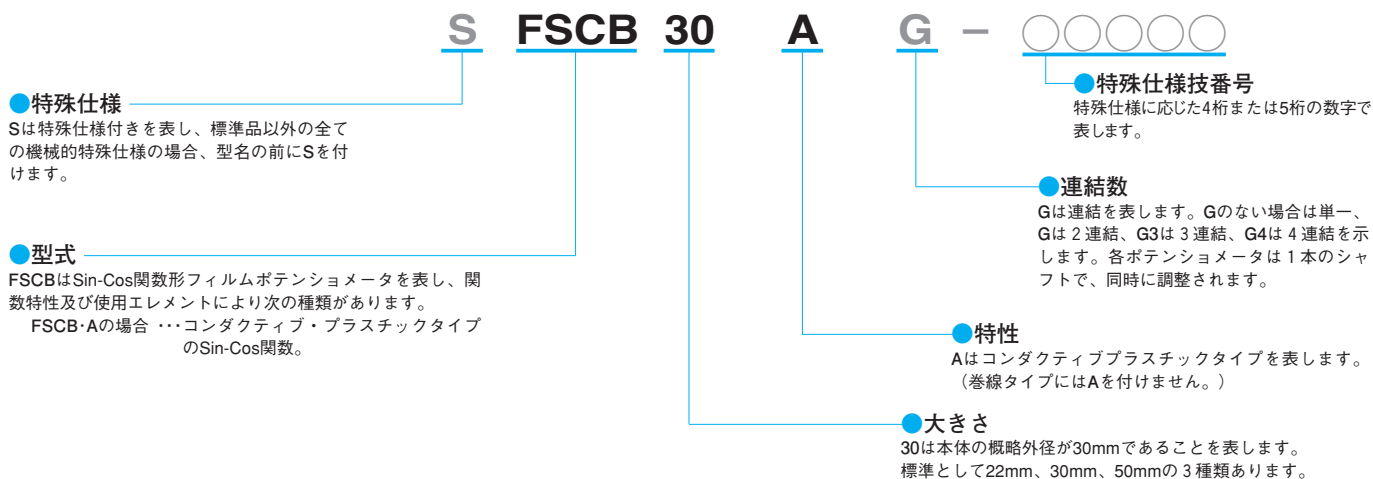 S FSCB 30 A G − ○○○○○
●特殊仕様
Sは特殊仕様付きを表し、標準品以外の全て
の機械的特殊仕様の場合、型名の前にSを付
けます。
●型式
FSCBはSin-Cos関数形フィルムポテンショメータを表し、関
数特性及び使用エレメントにより次の種類があります。
FSCB･Aの場合 ･･･コンダクティブ・プラスチックタイプ
のSin-Cos関数。
●特殊仕様技番号
特殊仕様に応じた4桁または5桁の数字で
表します。
●連結数
Gは連結を表します。Gのない場合は単一、
Gは２連結、G3は３連結、G4は４連結を示
します。各ポテンショメータは１本のシャ
フトで、同時に調整されます。
●特性
Aはコンダクティブプラスチックタイプを表します。
（巻線タイプにはAを付けません。）
●大きさ
30は本体の概略外径が30mmであることを表します。
標準として22mm、30mm、50mmの３種類あります。